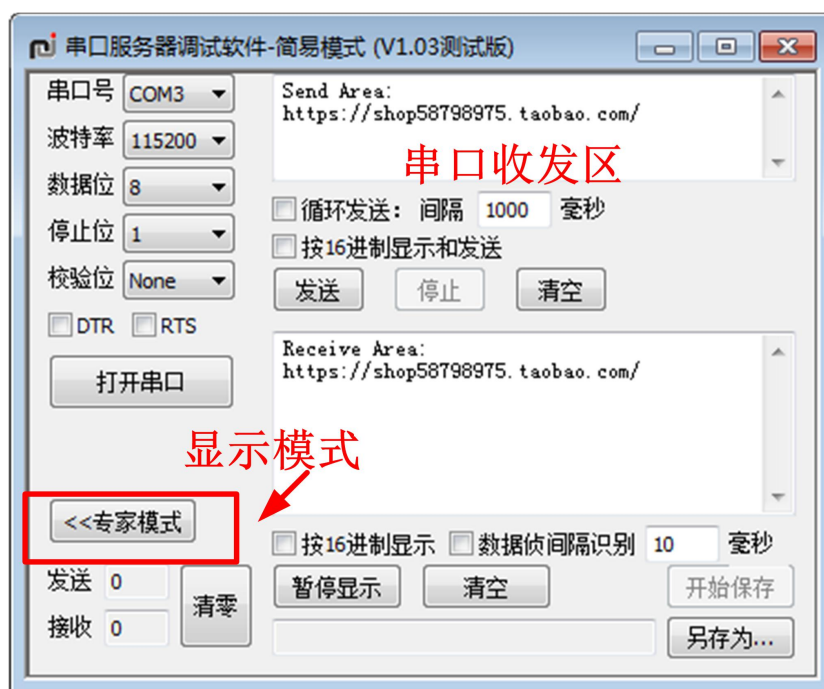 串口服务器调试软件-简易模式 (V1.03测试版)
串口号 COM3
波特率 115200
数据位 8
停止位 1
校验位 None
DTR RTS
打开串口
Send Area:
https://shop58798975.taobao.com/
串口收发区
循环发送: 间隔 1000 毫秒
按16进制显示和发送
发送 停止 清空
Receive Area:
https://shop58798975.taobao.com/
显示模式
<<专家模式
按16进制显示 数据侦间隔识别 10 毫秒
发送 0
接收 0
清零
暂停显示 清空 开始保存
另存为...